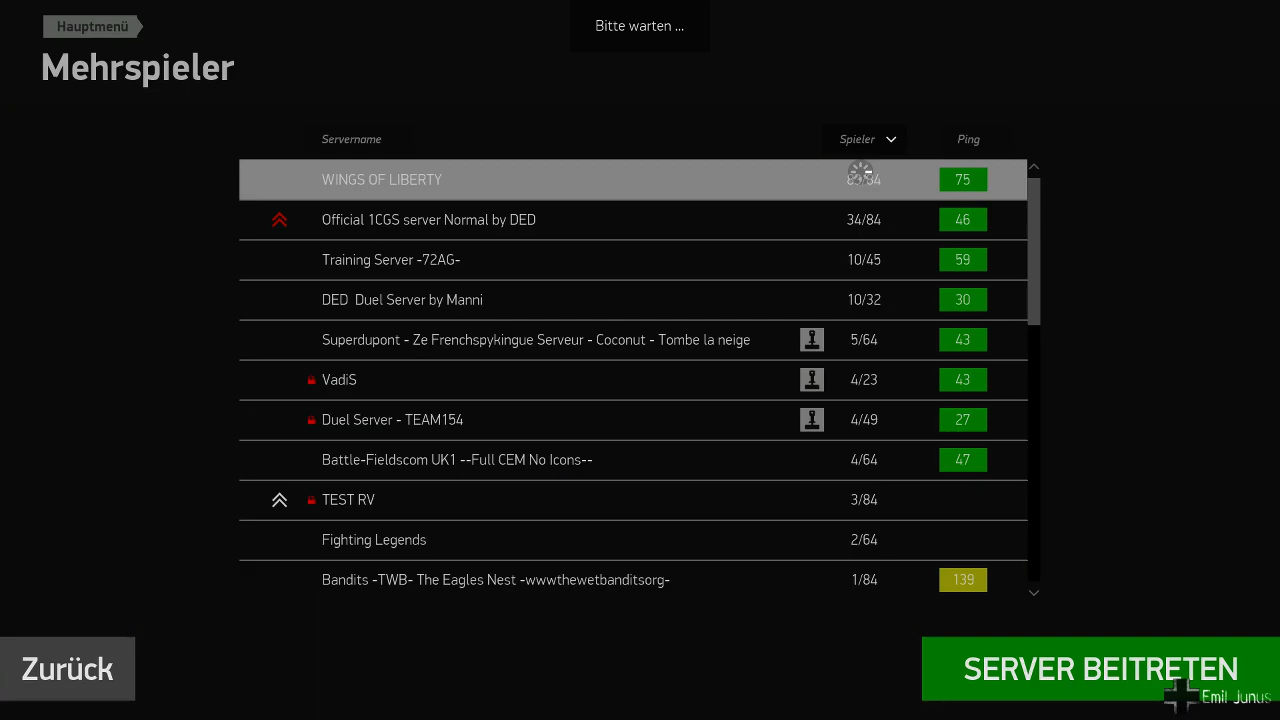 Hauptmenü
Bitte warten ...
Mehrspieler
Servername Spieler Ping
WINGS OF LIBERTY 75
Official 1CGS server Normal by DED 34/84 46
Training Server -72AG- 10/45 59
DED Duel Server by Manni 10/32 30
Superdupont - Ze Frenchspykingue Serveur - Coconut - Tombe la neige 5/64 43
VadiS 4/23 43
Duel Server - TEAM154 4/49 27
Battle-Fieldscom UK1 --Full CEM No Icons-- 4/64 47
TEST RV 3/84
Fighting Legends 2/64
Bandits -TWB- The Eagles Nest -wwwthewetbanditsorg- 1/84 139
Zurück
SERVER BEITRETEN
Emil Junus